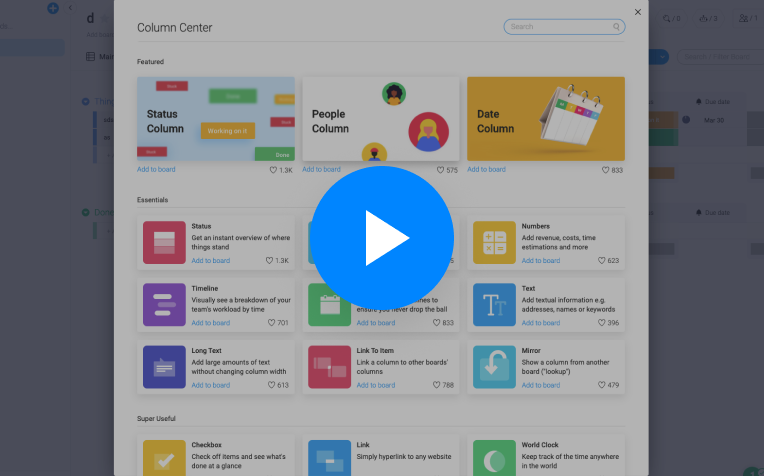 d
/ 0
/ 3
/ 1
Column Center
Search
Main
Featured
Status
Column
Working on it
Done
People
Column
Date
Column
Add to board
1.3K
Add to board
575
Add to board
833
Due date
Mar 30
Essentials
Status
Get an instant overview of where
things stand
Add to board
1.3K
5
Numbers
Add revenue, costs, time
estimations and more
Add to board
623
Done
Due date
Timeline
Visually see a breakdown of your
team's workload by time
Add to board
701
ensure you never drop the ball
Add to board
833
Text
Add textual information e.g.
addresses, names or keywords
Add to board
396
Long Text
Add large amounts of text
without changing column width
Add to board
613
Link To Item
Link a column to other boards'
columns
Add to board
788
Mirror
Show a column from another
board ("lookup")
Add to board
479
Super Useful
Checkbox
Check off items and see what's
done at a glance
Link
Simply hyperlink to any website
World Clock
Keep track of the time anywhere
in the world